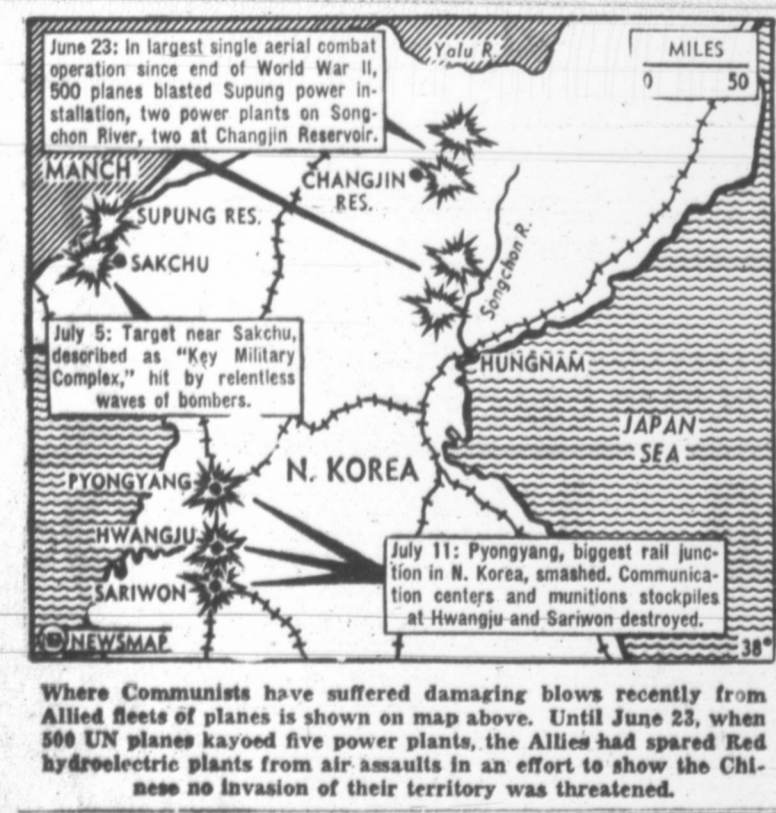 June 23: In largest single aerial combat
operation since end of World War II,
500 planes blasted Supung power in-
stallation, two power plants on Song-
chon River, two at Changjin Reservoir.
Yalu R.
MILES
0 50
MANCH
CHANGJIN
RES.
SUPUNG RES.
SAKCHU
Songchon R.
July 5: Target near Sakchu,
described as "Key Military
Complex," hit by relentless
waves of bombers.
HUNGNAM
JAPAN
SEA
N. KOREA
PYONGYANG
HWANGJU
SARIWON
July 11: Pyongyang, biggest rail junc-
tion in N. Korea, smashed. Communica-
tion centers and munitions stockpiles
at Hwangju and Sariwon destroyed.
NEWSMAP
38°
Where Communists have suffered damaging blows recently from
Allied fleets of planes is shown on map above. Until June 23, when
500 UN planes kayoed five power plants, the Allies had spared Red
hydroelectric plants from air assaults in an effort to show the Chi-
nese no invasion of their territory was threatened.